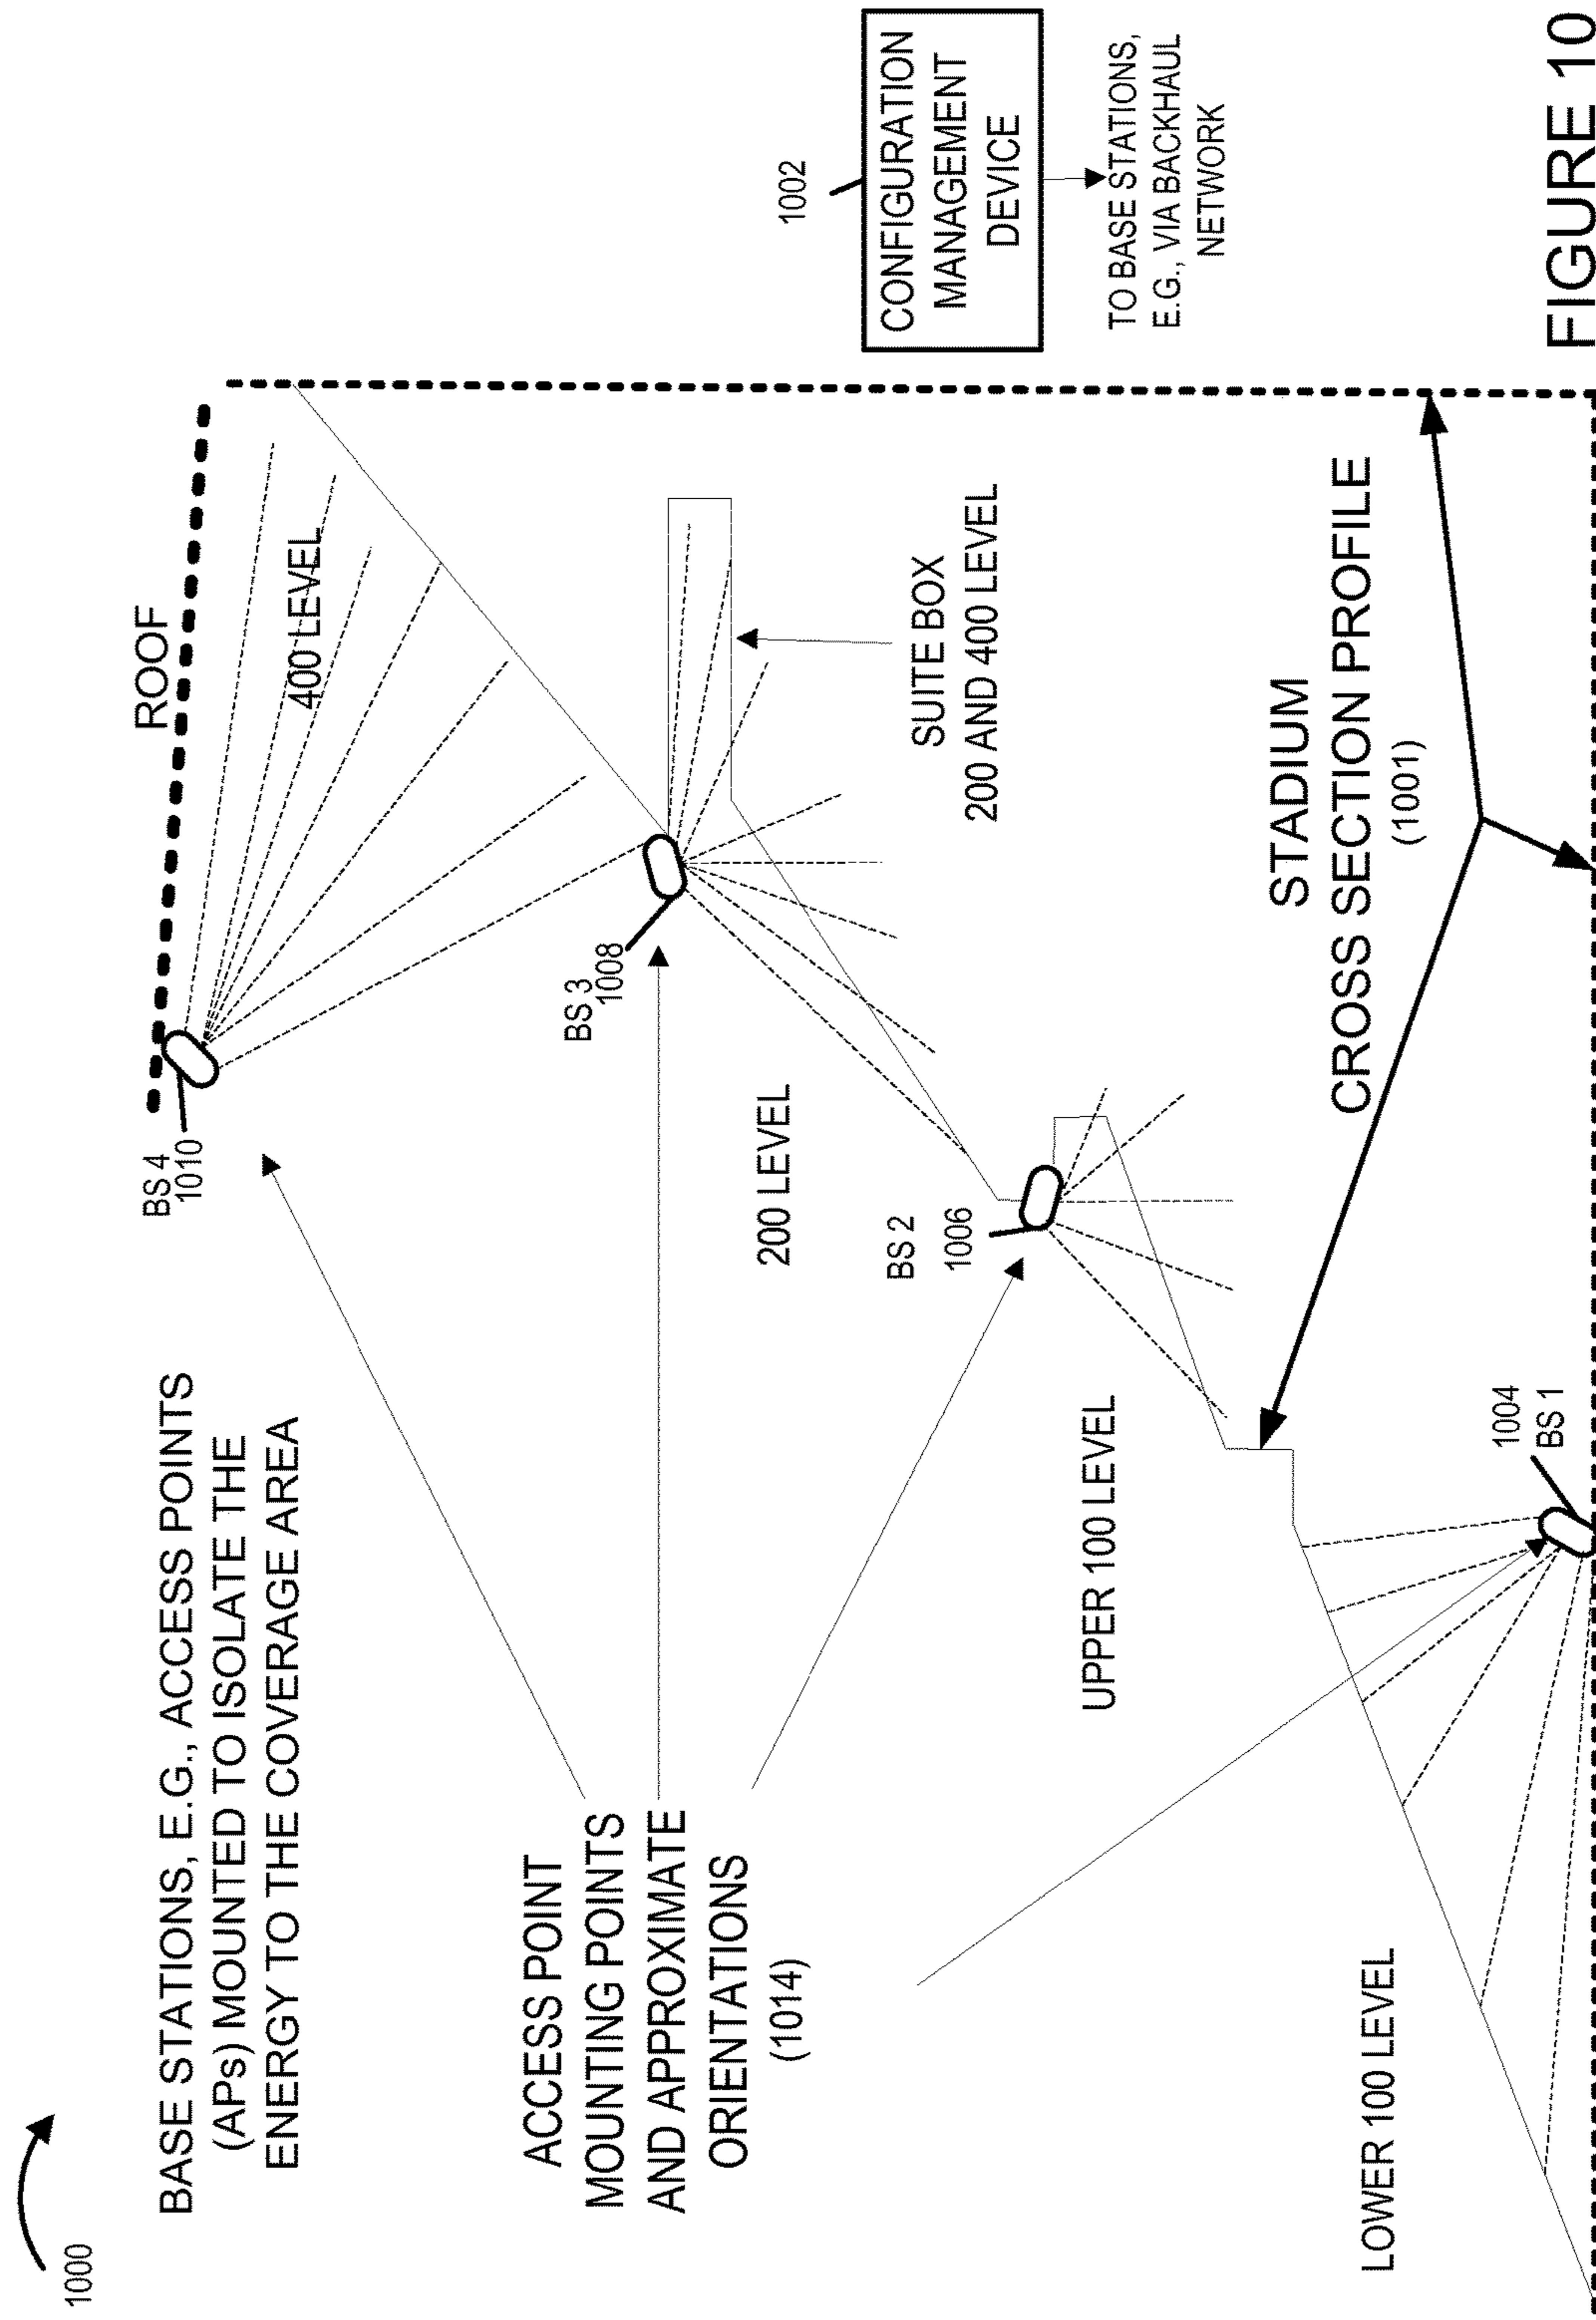 1000
BASE STATIONS, E.G., ACCESS POINTS
(APs) MOUNTED TO ISOLATE THE
ENERGY TO THE COVERAGE AREA
ROOF
BS 4
1010
400 LEVEL
ACCESS POINT
MOUNTING POINTS
AND APPROXIMATE
ORIENTATIONS
(1014)
BS 3
1008
200 LEVEL
SUITE BOX
200 AND 400 LEVEL
1002
CONFIGURATION
MANAGEMENT
DEVICE
TO BASE STATIONS,
E.G., VIA BACKHAUL
NETWORK
BS 2
1006
UPPER 100 LEVEL
STADIUM
CROSS SECTION PROFILE
(1001)
LOWER 100 LEVEL
1004
BS 1
FIGURE 10